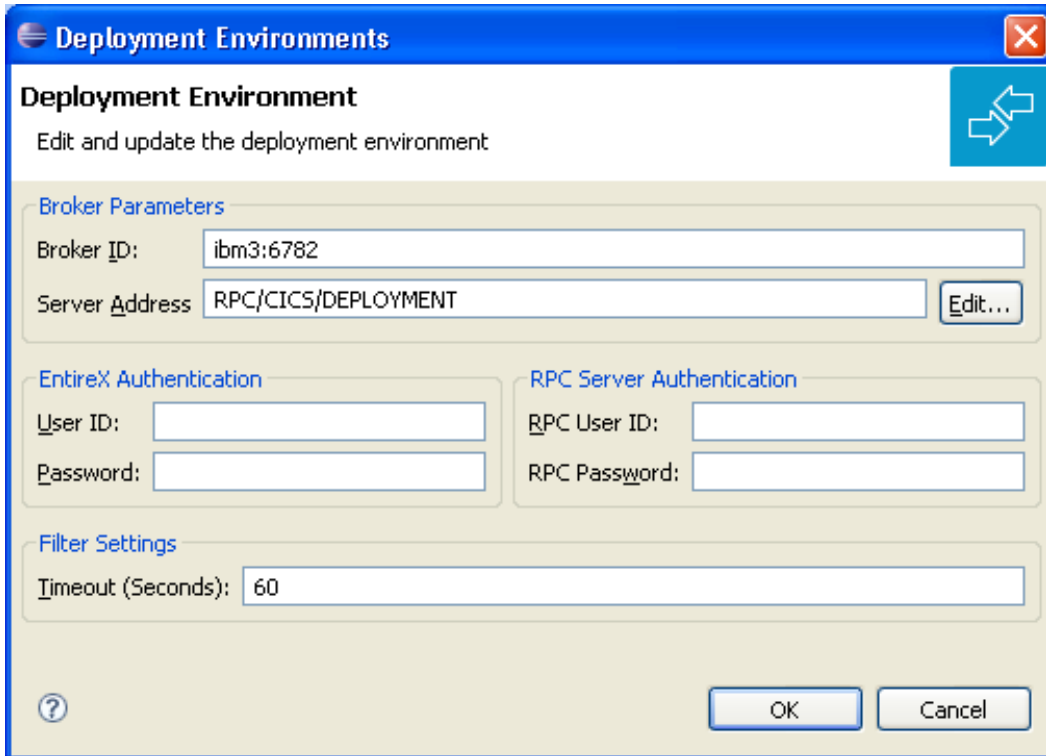 Deployment Environments
Deployment Environment
Edit and update the deployment environment
Broker Parameters
Broker ID: ibm3:6782
Server Address RPC/CICS/DEPLOYMENT Edit...
EntireX Authentication
User ID:
Password:
RPC Server Authentication
RPC User ID:
RPC Password:
Filter Settings
Timeout (Seconds): 60
? OK Cancel